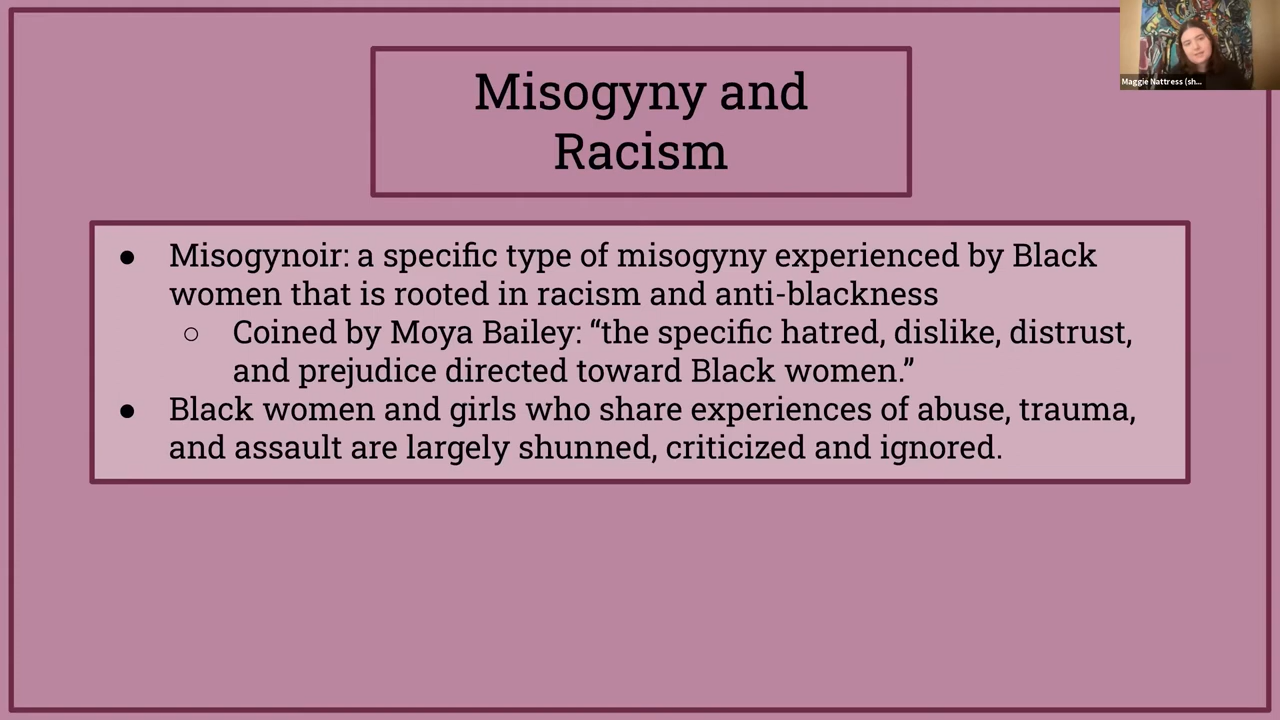 Misogyny and
Racism
Maggie Nattress (sh...
● Misogynoir: a specific type of misogyny experienced by Black
women that is rooted in racism and anti-blackness
○ Coined by Moya Bailey: “the specific hatred, dislike, distrust,
and prejudice directed toward Black women.”
● Black women and girls who share experiences of abuse, trauma,
and assault are largely shunned, criticized and ignored.